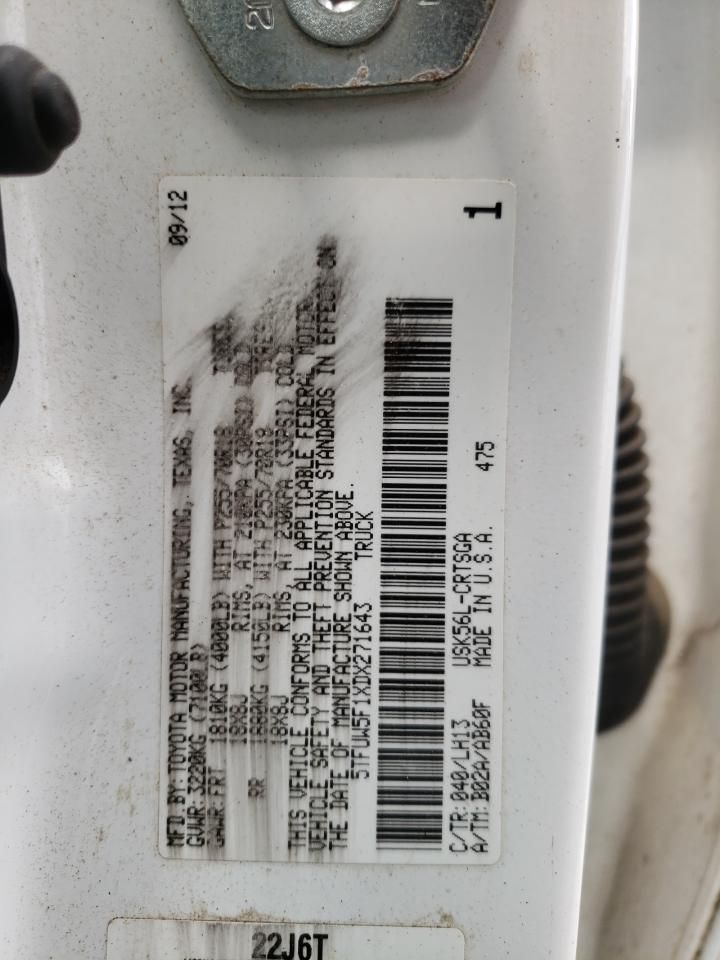 MFD.BY:TOYOTA MOTOR MANUFACTURING, TEXAS, INC. 09/12
GVWR:3220KG(7100LB)
GAWR:FRT 1810KG(4000LB) WITH P255/70R18
18X8J RIMS, AT 210KPA(30PSI) COLD
RR 1880KG(4150LB) WITH P255/70R18
18X8J RIMS, AT 230KPA(33PSI) COLD
THIS VEHICLE CONFORMS TO ALL APPLICABLE FEDERAL MOTOR
VEHICLE SAFETY AND THEFT PREVENTION STANDARDS IN EFFECT ON
THE DATE OF MANUFACTURE SHOWN ABOVE.
5TFUW5F1XDX271643 TRUCK
C/TR:040/LH13 USK56L-CRTSGA
A/TM:B02A/AB60F MADE IN U.S.A. 475
1
22J6T